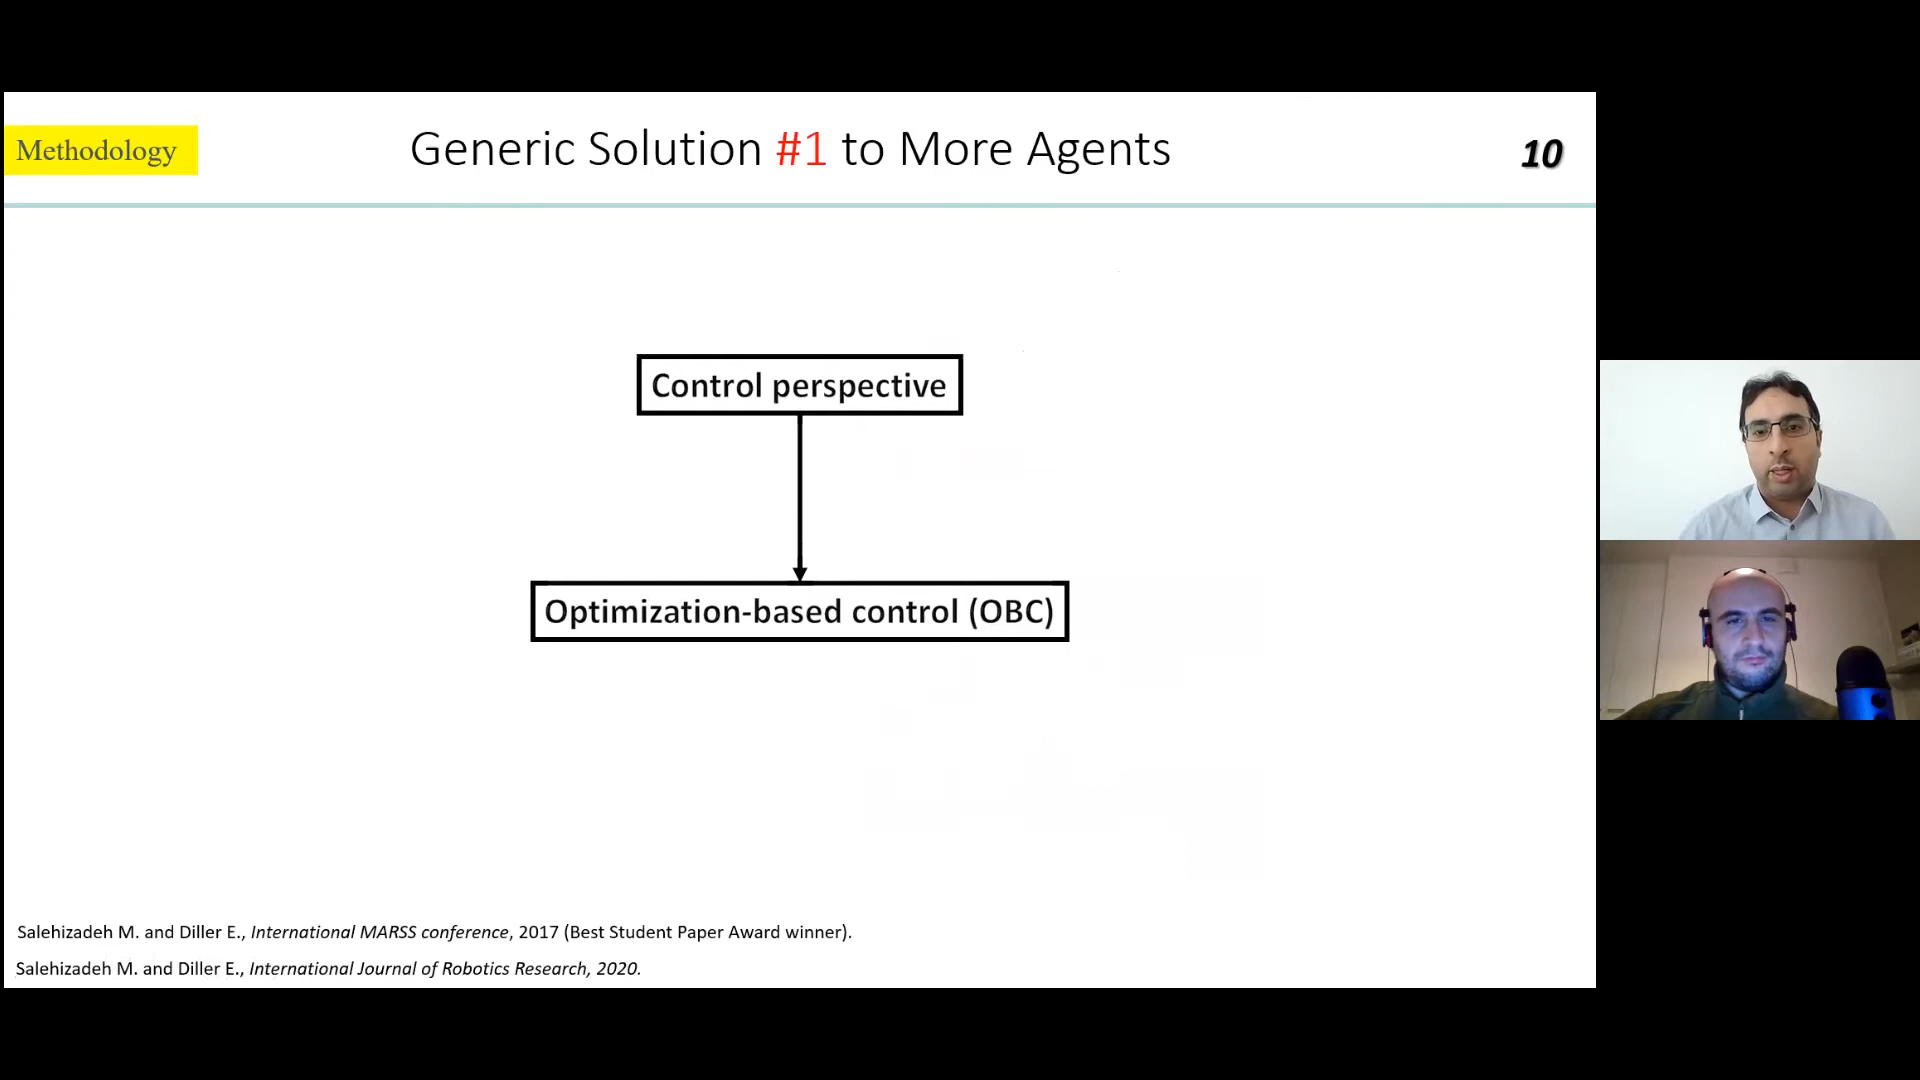 Methodology
Generic Solution #1 to More Agents
10
Control perspective
Optimization-based control (OBC)
Salehizadeh M. and Diller E., International MARSS conference, 2017 (Best Student Paper Award winner).
Salehizadeh M. and Diller E., International Journal of Robotics Research, 2020.